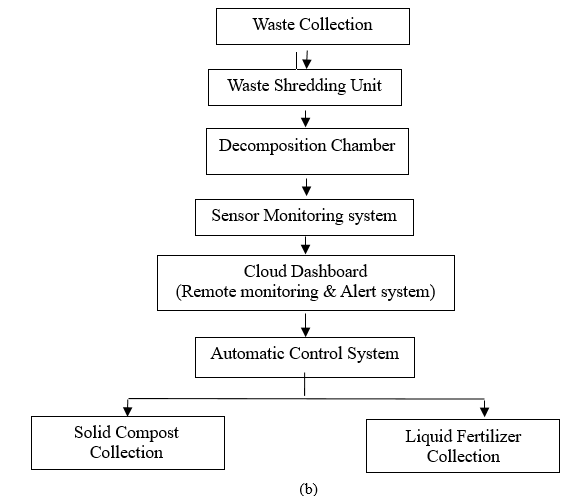 Waste Collection
Waste Shredding Unit
Decomposition Chamber
Sensor Monitoring system
Cloud Dashboard
(Remote monitoring & Alert system)
Automatic Control System
Solid Compost
Collection
Liquid Fertilizer
Collection
(b)